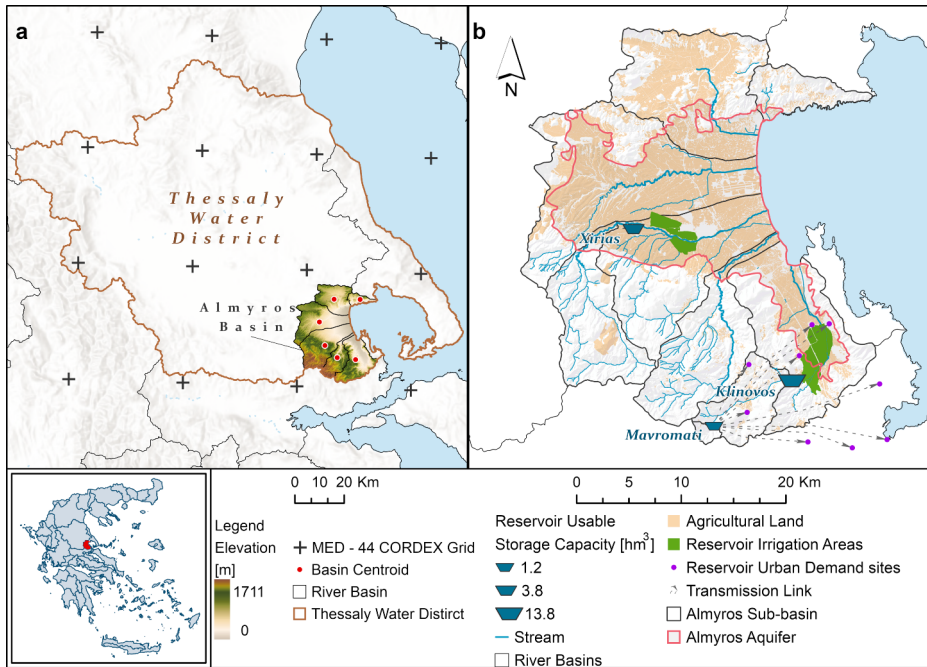 a
Thessaly
Water
District
Almyros
Basin
b
N
Xirias
Klinovos
Mavromati
0 10 20 Km
Legend
Elevation
[m]
1711
0
MED - 44 CORDEX Grid
Basin Centroid
River Basin
Thessaly Water Distirct
0 5 10 20 Km
Reservoir Usable
Storage Capacity [hm³]
1.2
3.8
13.8
Stream
River Basins
Agricultural Land
Reservoir Irrigation Areas
Reservoir Urban Demand sites
Transmission Link
Almyros Sub-basin
Almyros Aquifer